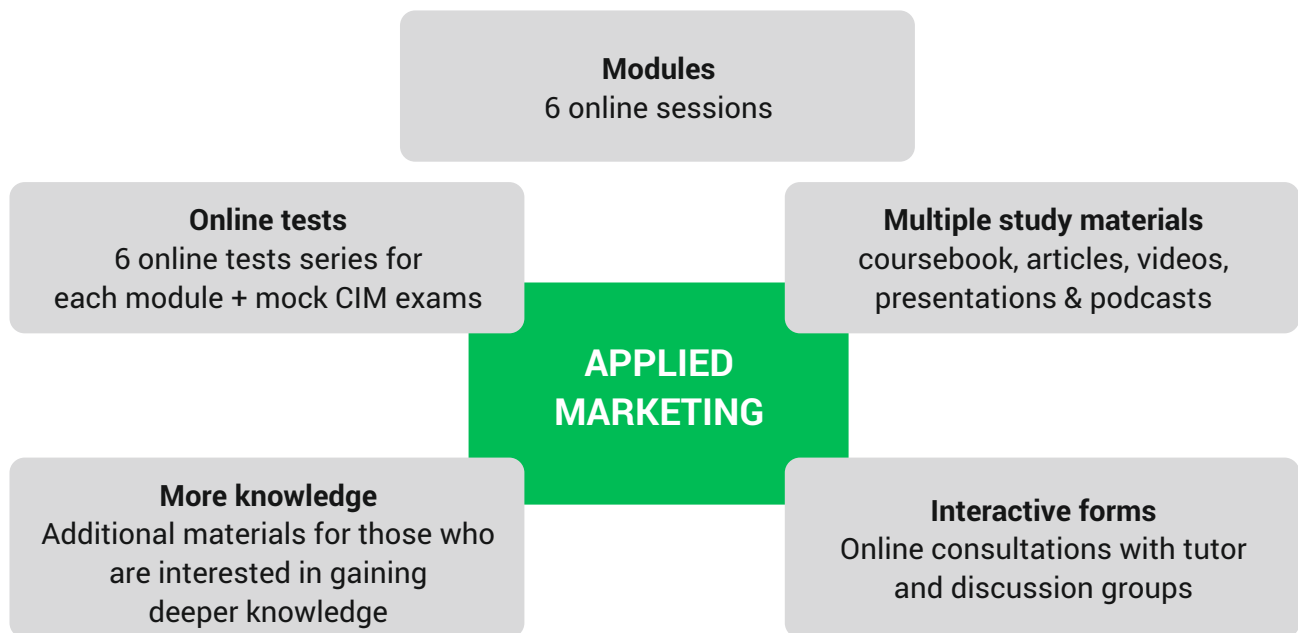 Modules
6 online sessions
Online tests
6 online tests series for
each module + mock CIM exams
Multiple study materials
coursebook, articles, videos,
presentations & podcasts
APPLIED
MARKETING
More knowledge
Additional materials for those who
are interested in gaining
deeper knowledge
Interactive forms
Online consultations with tutor
and discussion groups